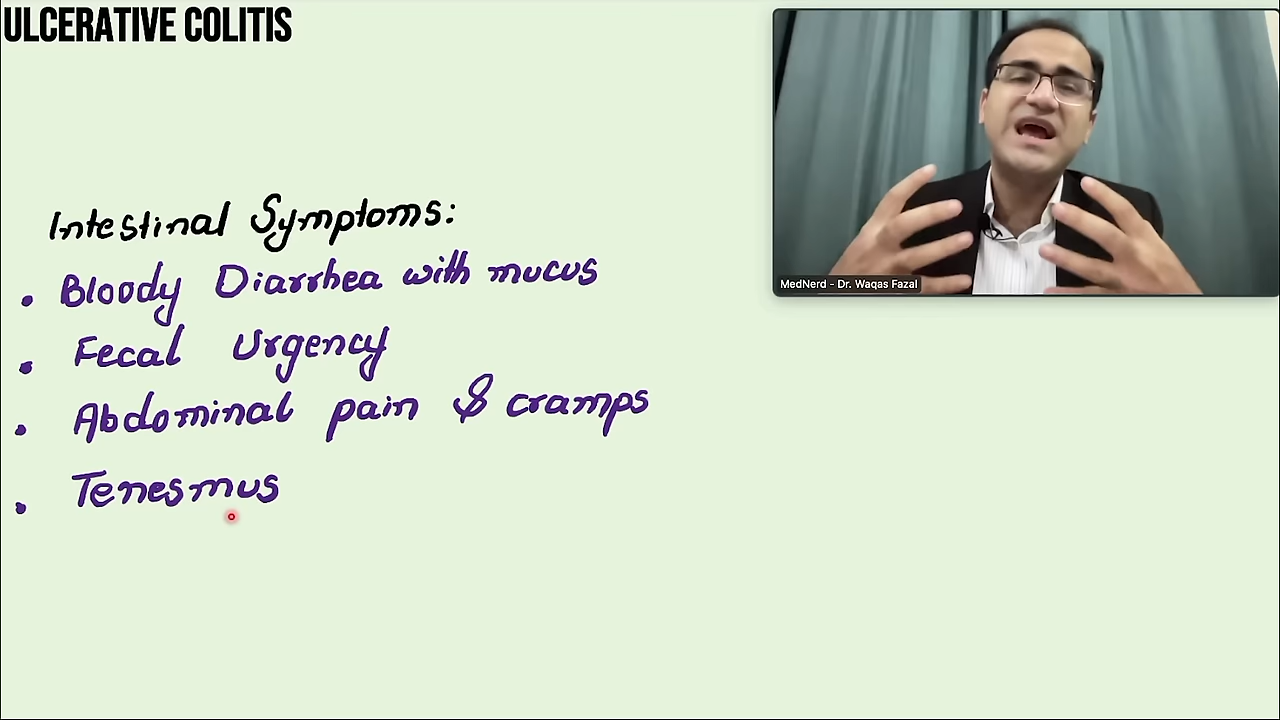 ULCERATIVE COLITIS
MedNerd - Dr. Waqas Fazal
Intestinal Symptoms:
• Bloody Diarrhea with mucus
• Fecal Urgency
• Abdominal pain & cramps
• Tenesmus